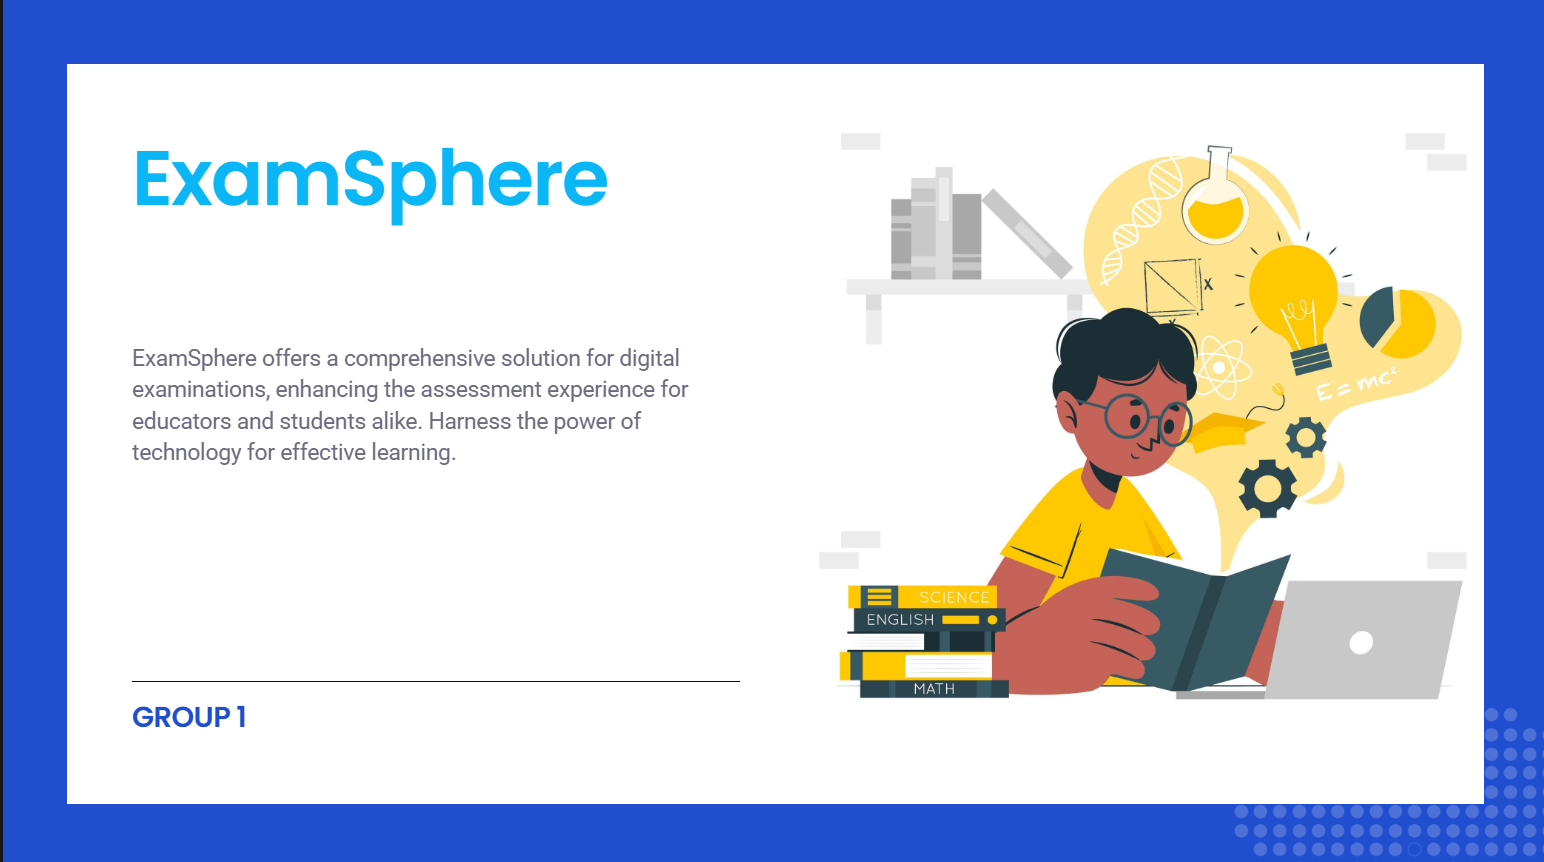 ExamSphere
ExamSphere offers a comprehensive solution for digital
examinations, enhancing the assessment experience for
educators and students alike. Harness the power of
technology for effective learning.
GROUP 1
x
x
E = mc²
SCIENCE
ENGLISH
MATH